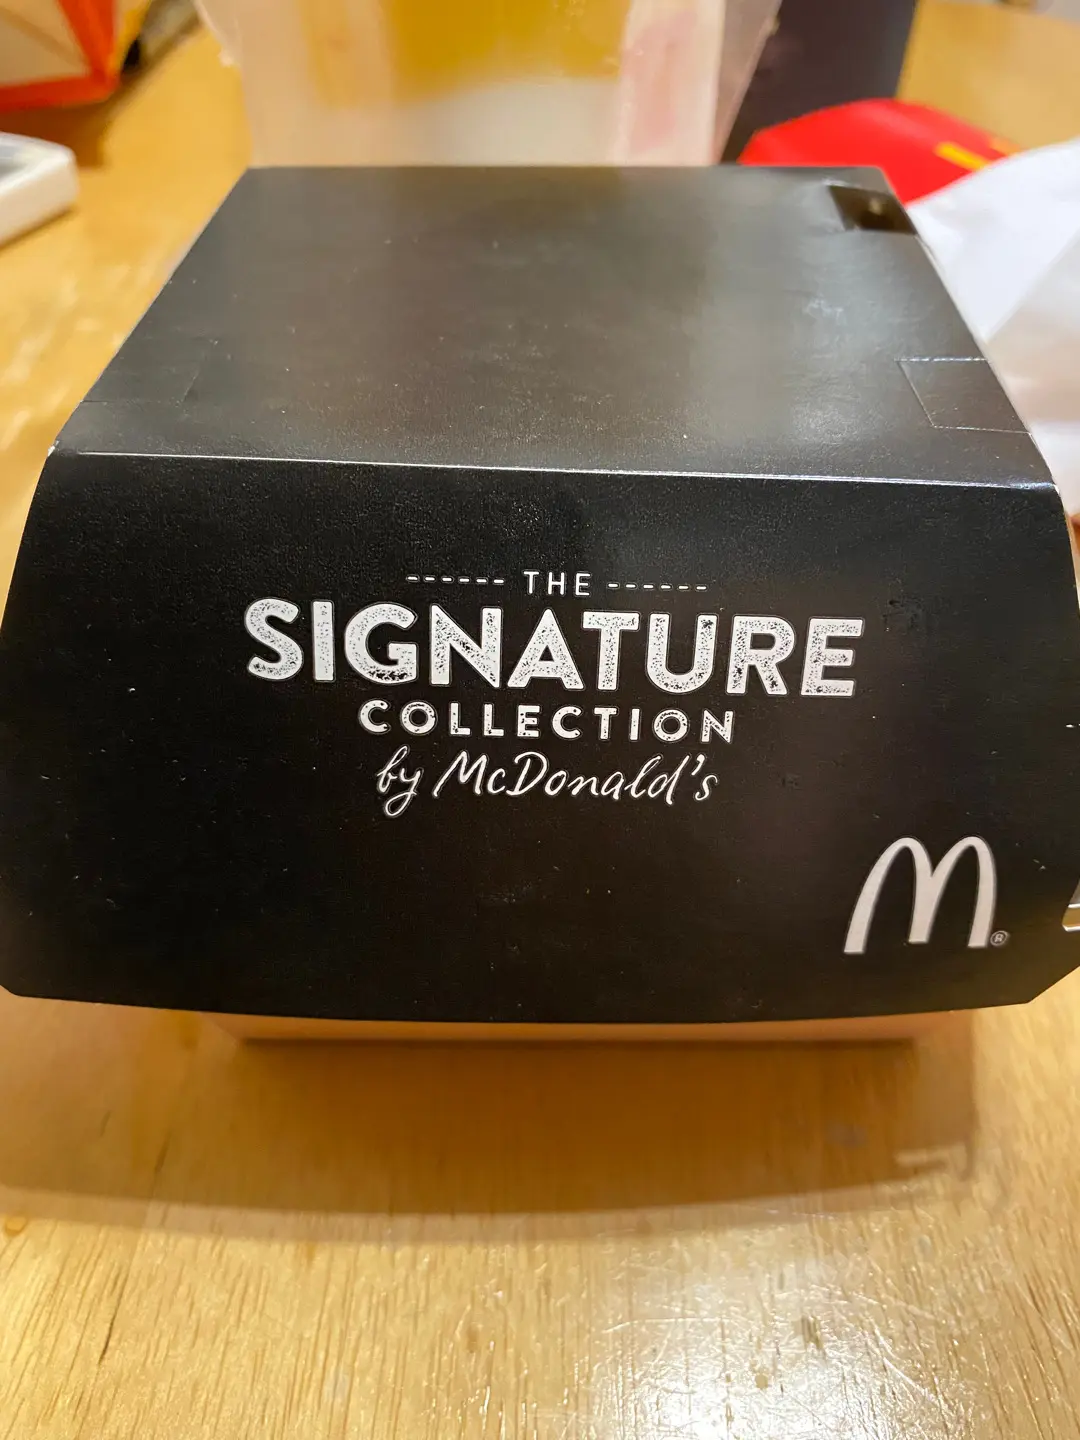 THE
SIGNATURE
COLLECTION
by McDonald's
M®